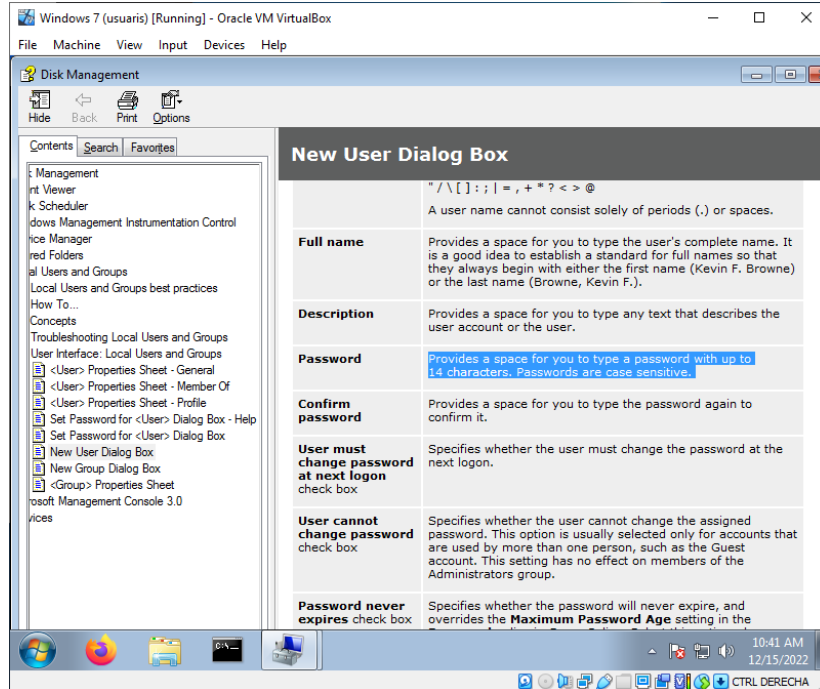 Windows 7 (usuaris) [Running] - Oracle VM VirtualBox
File Machine View Input Devices Help
Disk Management
Hide Back Print Options
Contents Search Favorites
: Management
nt Viewer
k Scheduler
dows Management Instrumentation Control
vice Manager
red Folders
al Users and Groups
Local Users and Groups best practices
How To...
Concepts
Troubleshooting Local Users and Groups
User Interface: Local Users and Groups
<User> Properties Sheet - General
<User> Properties Sheet - Member Of
<User> Properties Sheet - Profile
Set Password for <User> Dialog Box - Help
Set Password for <User> Dialog Box
New User Dialog Box
New Group Dialog Box
<Group> Properties Sheet
rosoft Management Console 3.0
vices
New User Dialog Box
" / \ [ ] : ; | = , + * ? < > @
A user name cannot consist solely of periods (.) or spaces.
Full name
Provides a space for you to type the user's complete name. It
is a good idea to establish a standard for full names so that
they always begin with either the first name (Kevin F. Browne)
or the last name (Browne, Kevin F.).
Description
Provides a space for you to type any text that describes the
user account or the user.
Password
Provides a space for you to type a password with up to
14 characters. Passwords are case sensitive.
Confirm
password
Provides a space for you to type the password again to
confirm it.
User must
change password
at next logon
check box
Specifies whether the user must change the password at the
next logon.
User cannot
change password
check box
Specifies whether the user cannot change the assigned
password. This option is usually selected only for accounts that
are used by more than one person, such as the Guest
account. This setting has no effect on members of the
Administrators group.
Password never
expires check box
Specifies whether the password will never expire, and
overrides the Maximum Password Age setting in the
C:\_
10:41 AM
12/15/2022
CTRL DERECHA